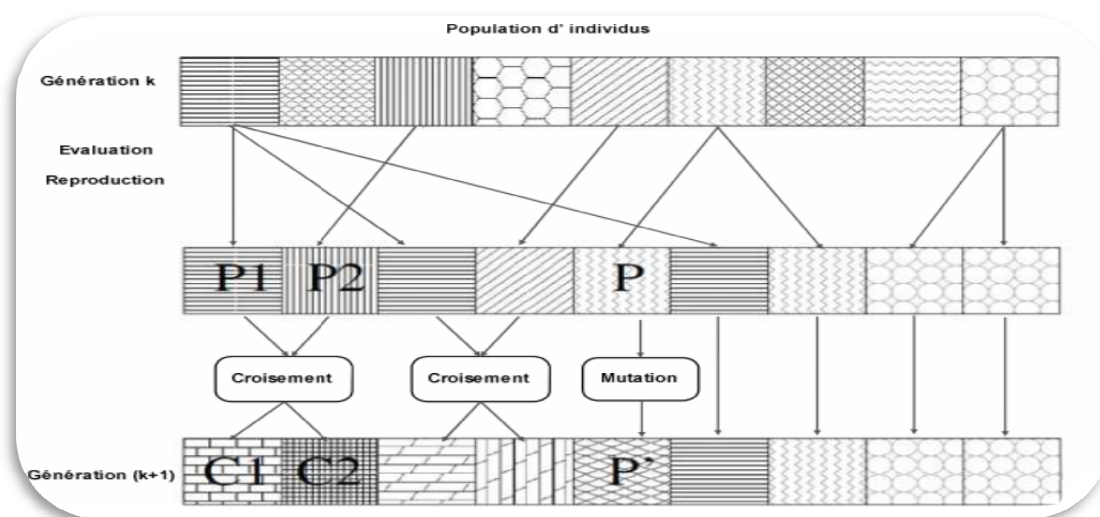 Population d' individus
Génération k
Evaluation
Reproduction
P1 P2 P
Croisement Croisement Mutation
Génération (k+1) C1 C2 P`